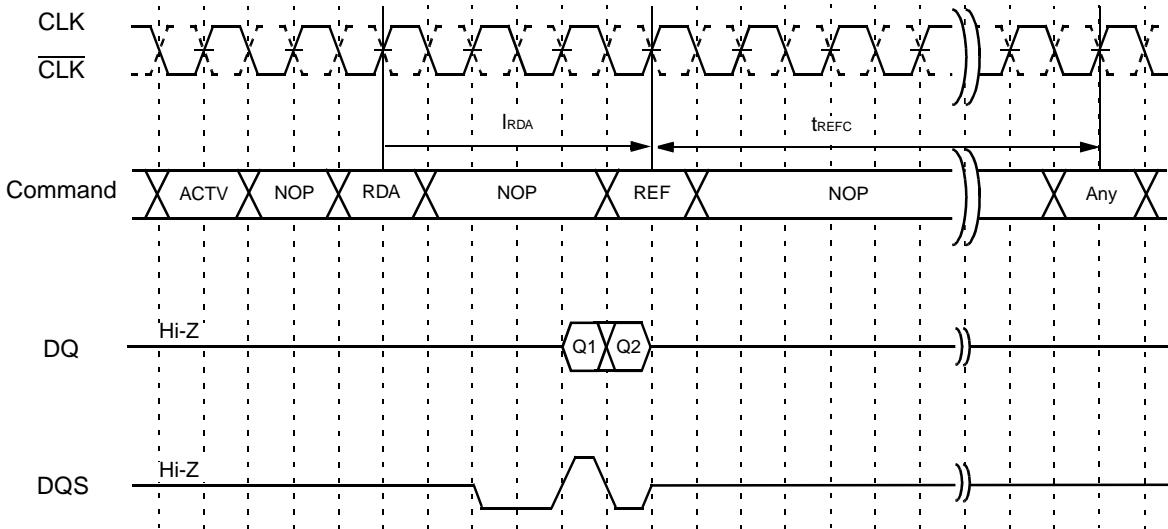 CLK
CLK
IRDA
tREFC
Command
ACTV NOP RDA NOP REF NOP Any
Hi-Z
DQ
Q1 Q2
Hi-Z
DQS